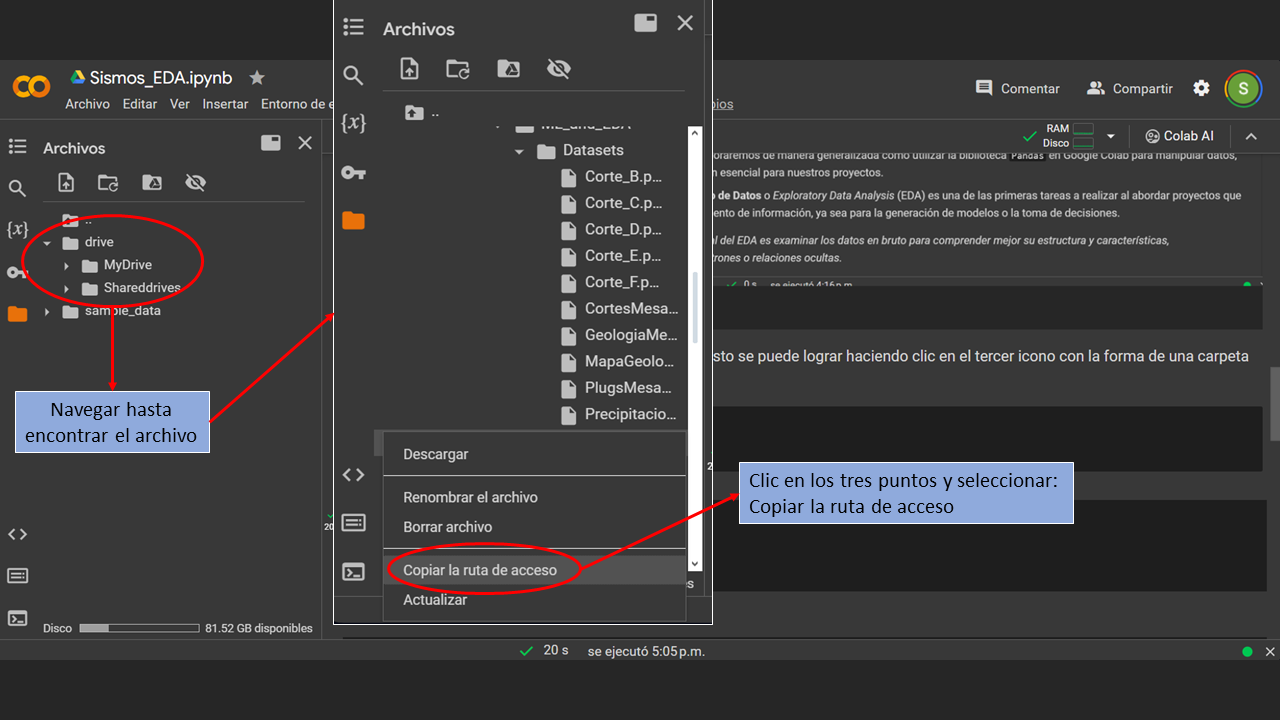 Sismos_EDA.ipynb
Archivo Editar Ver Insertar Entorno de e
Comentar
Compartir
S
RAM
Disco
Colab AI
Archivos
{x}
..
drive
MyDrive
Shareddrives
sample_data
Navegar hasta
encontrar el archivo
Disco
81.52 GB disponibles
Archivos
{x}
..
ML_and_EDA
Datasets
Corte_B.p...
Corte_C.p...
Corte_D.p...
Corte_E.p...
Corte_F.p...
CortesMesa...
GeologiaMe...
MapaGeolo...
PlugsMesa...
Precipitacio...
Descargar
Renombrar el archivo
Borrar archivo
Copiar la ruta de acceso
Actualizar
Clic en los tres puntos y seleccionar:
Copiar la ruta de acceso
oraremos de manera generalizada como utilizar la biblioteca Pandas en Google Colab para manipular datos,
n esencial para nuestros proyectos.
o de Datos o Exploratory Data Analysis (EDA) es una de las primeras tareas a realizar al abordar proyectos que
ento de información, ya sea para la generación de modelos o la toma de decisiones.
al del EDA es examinar los datos en bruto para comprender mejor su estructura y características,
trones o relaciones ocultas.
0 s se ejecutó 4:16 p.m.
sto se puede lograr haciendo clic en el tercer icono con la forma de una carpeta
20 s se ejecutó 5:05 p.m.